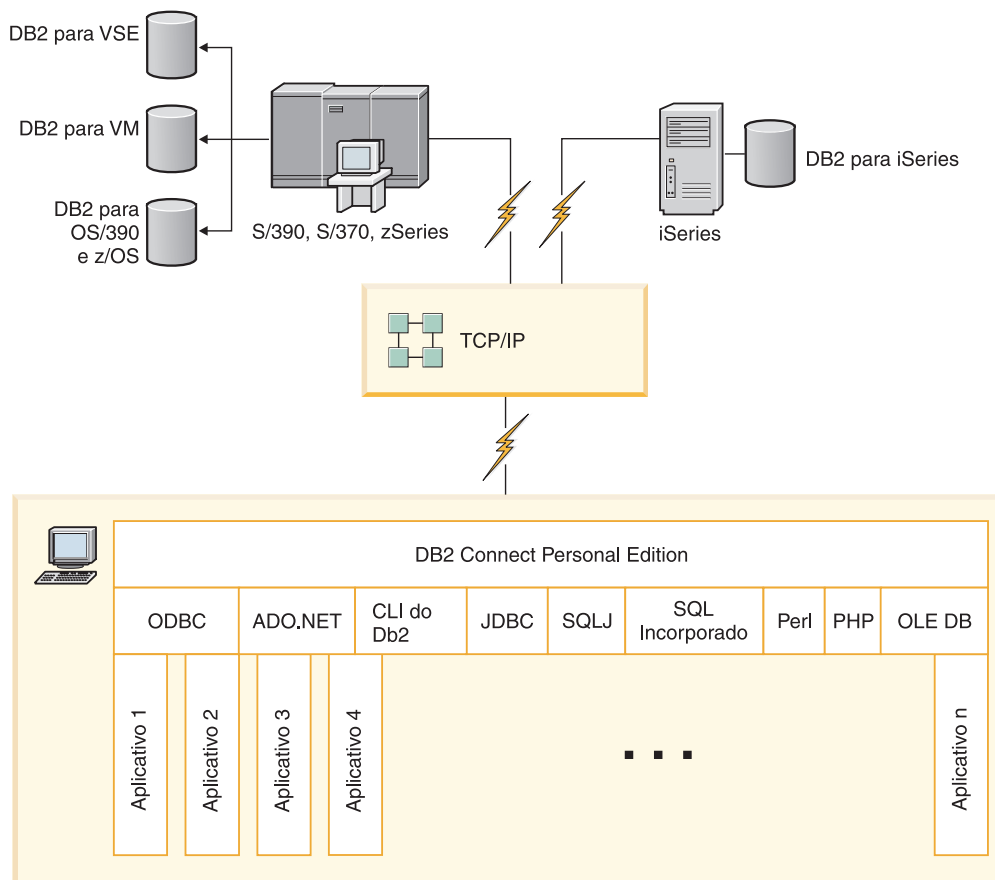 DB2 para VSE
DB2 para VM
DB2 para
OS/390
e z/OS
S/390, S/370, zSeries
iSeries
DB2 para iSeries
TCP/IP
DB2 Connect Personal Edition
ODBC
ADO.NET
CLI do
Db2
JDBC
SQLJ
SQL
Incorporado
Perl
PHP
OLE DB
Aplicativo 1
Aplicativo 2
Aplicativo 3
Aplicativo 4
. . .
Aplicativo n